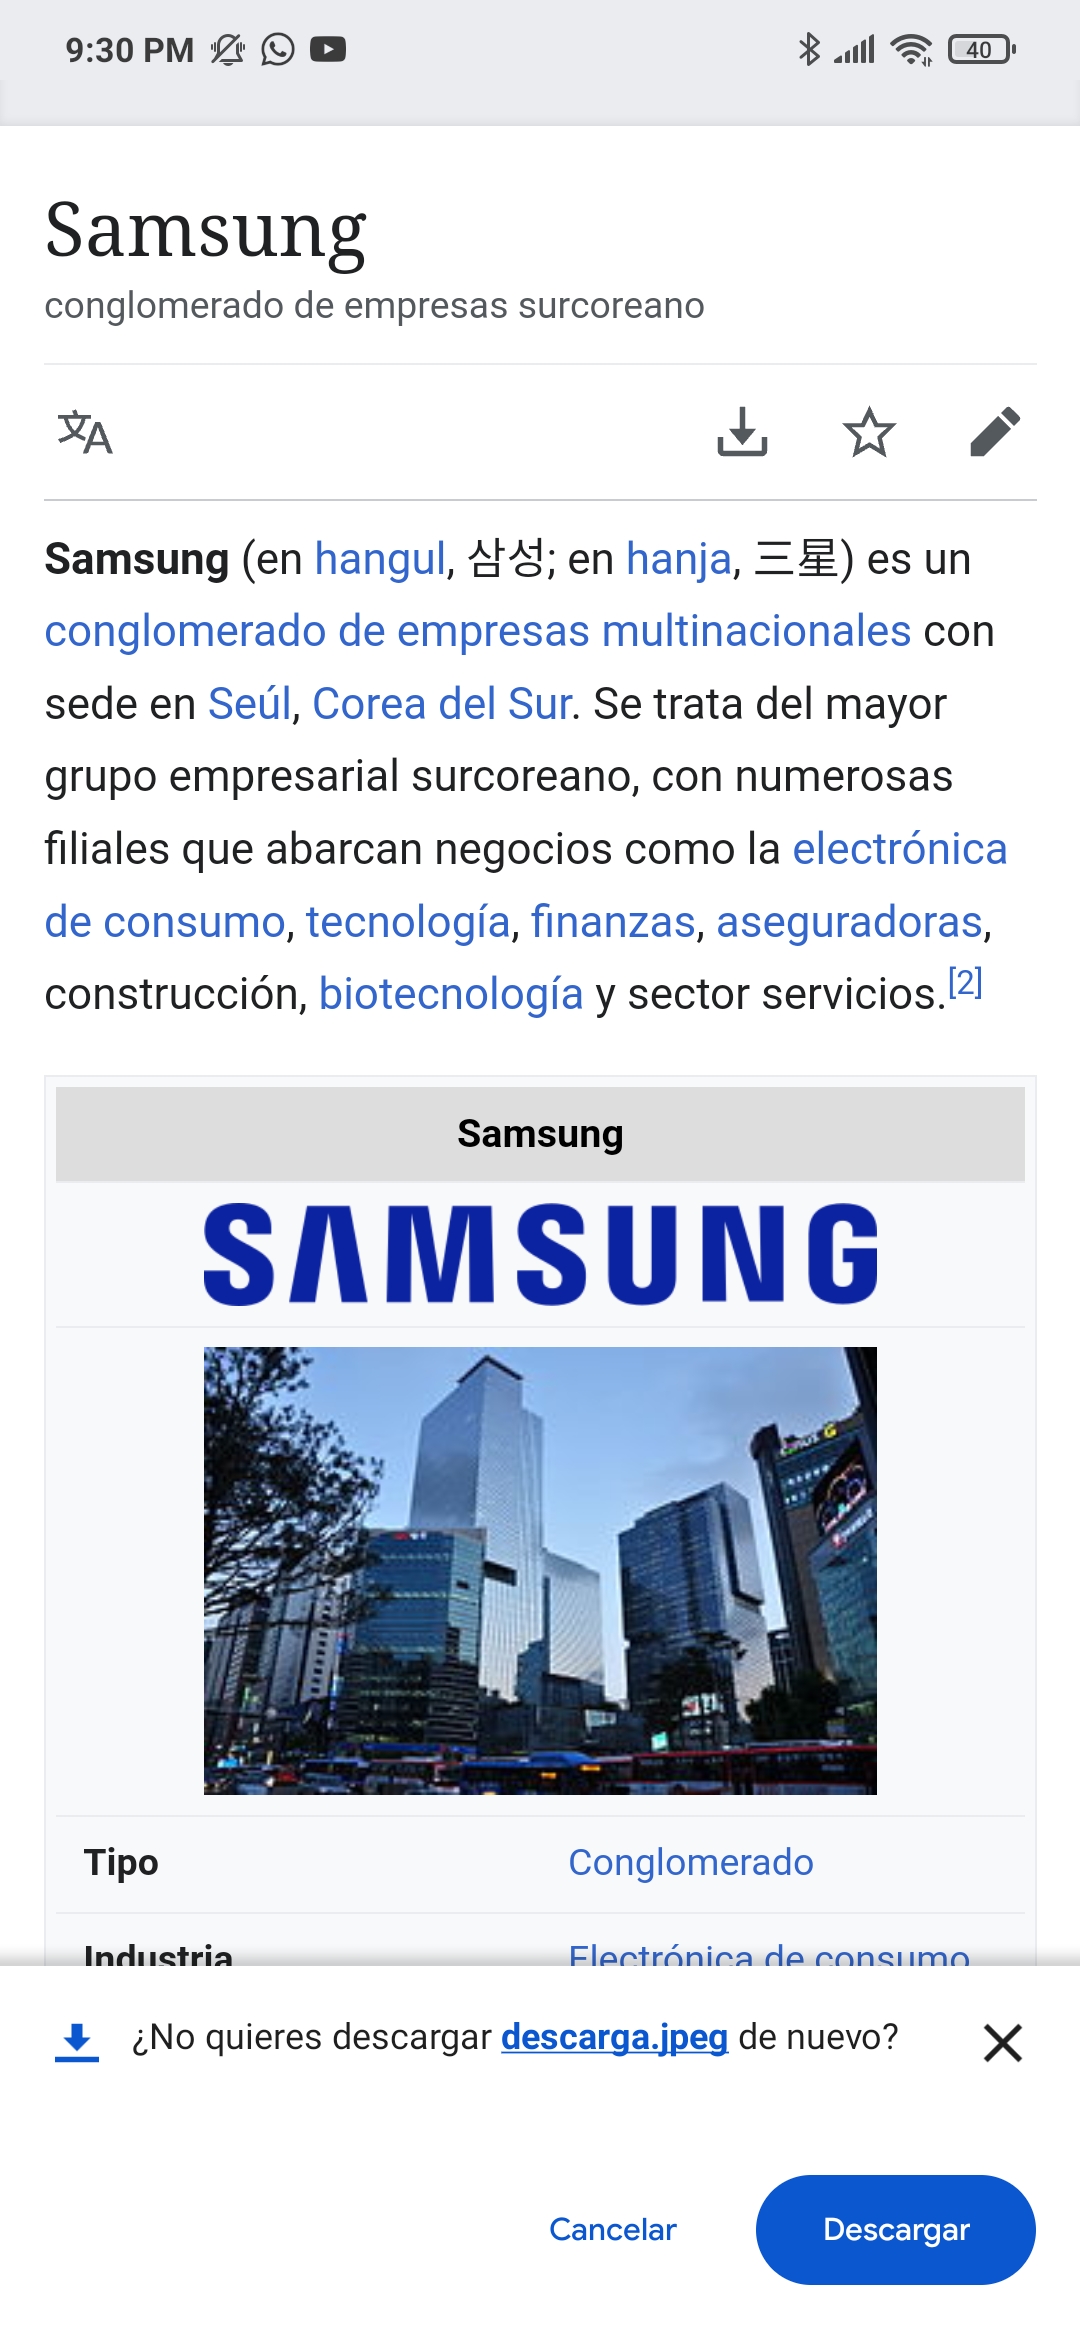 9:30 PM
40
Samsung
conglomerado de empresas surcoreano
文A
Samsung (en hangul, 삼성; en hanja, 三星) es un
conglomerado de empresas multinacionales con
sede en Seúl, Corea del Sur. Se trata del mayor
grupo empresarial surcoreano, con numerosas
filiales que abarcan negocios como la electrónica
de consumo, tecnología, finanzas, aseguradoras,
construcción, biotecnología y sector servicios.[2]
Samsung
SAMSUNG
Tipo Conglomerado
Industria Electrónica de consumo
¿No quieres descargar descarga.jpeg de nuevo?
Cancelar Descargar